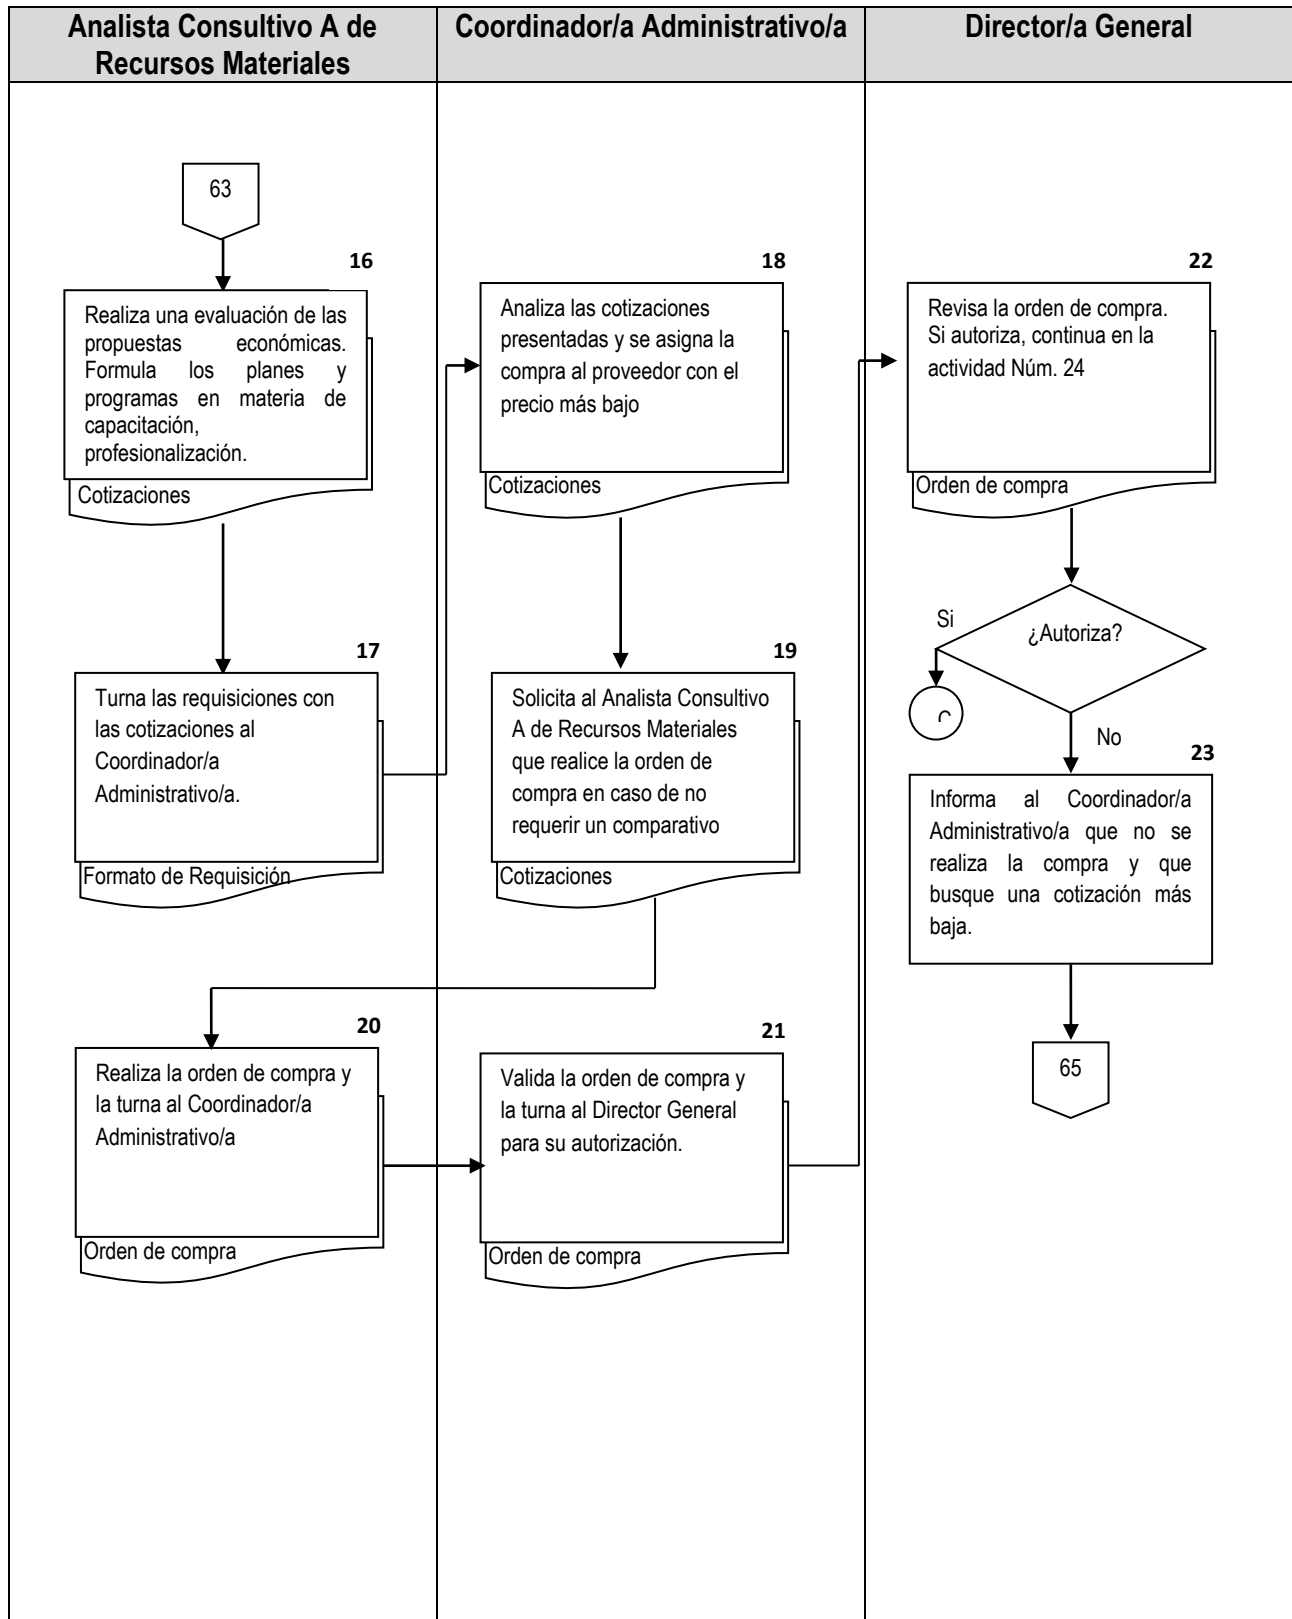 Analista Consultivo A de
Recursos Materiales
Coordinador/a Administrativo/a
Director/a General
63
16
Realiza una evaluación de las
propuestas económicas.
Formula los planes y
programas en materia de
capacitación,
profesionalización.
Cotizaciones
17
Turna las requisiciones con
las cotizaciones al
Coordinador/a
Administrativo/a.
Formato de Requisición
18
Analiza las cotizaciones
presentadas y se asigna la
compra al proveedor con el
precio más bajo
Cotizaciones
19
Solicita al Analista Consultivo
A de Recursos Materiales
que realice la orden de
compra en caso de no
requerir un comparativo
Cotizaciones
20
Realiza la orden de compra y
la turna al Coordinador/a
Administrativo/a
Orden de compra
21
Valida la orden de compra y
la turna al Director General
para su autorización.
Orden de compra
22
Revisa la orden de compra.
Si autoriza, continua en la
actividad Núm. 24
Orden de compra
¿Autoriza?
Si
No
23
Informa al Coordinador/a
Administrativo/a que no se
realiza la compra y que
busque una cotización más
baja.
65